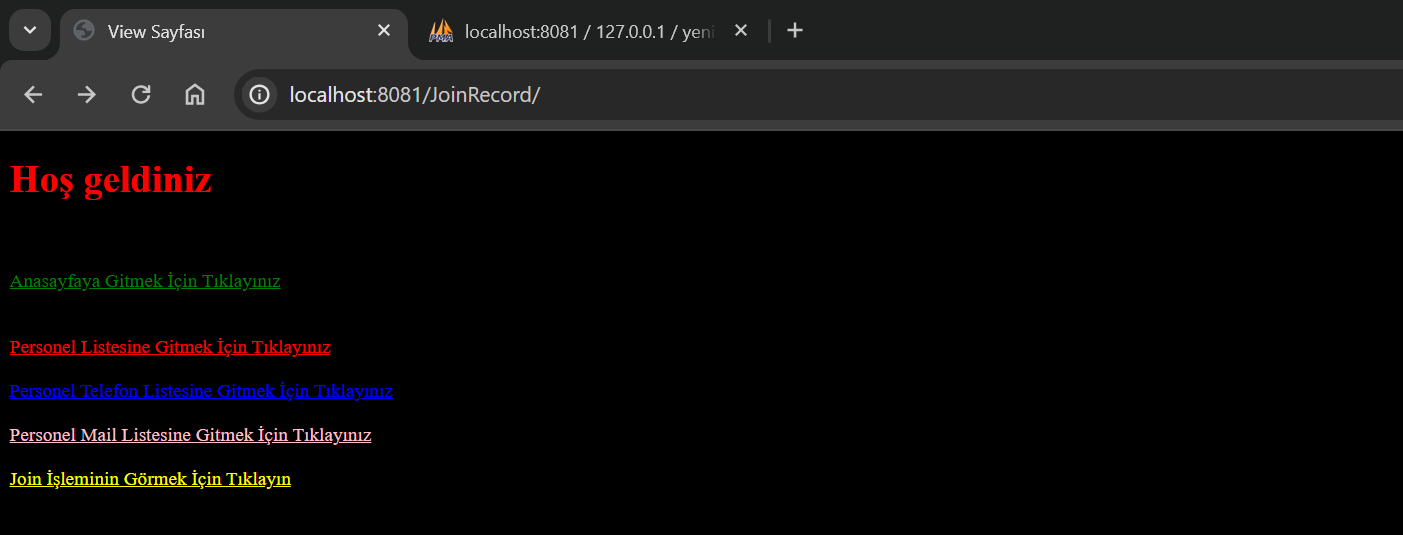 View Sayfası
localhost:8081 / 127.0.0.1 / yeni
localhost:8081/JoinRecord/
Hoş geldiniz
Anasayfaya Gitmek İçin Tıklayınız
Personel Listesine Gitmek İçin Tıklayınız
Personel Telefon Listesine Gitmek İçin Tıklayınız
Personel Mail Listesine Gitmek İçin Tıklayınız
Join İşleminin Görmek İçin Tıklayın